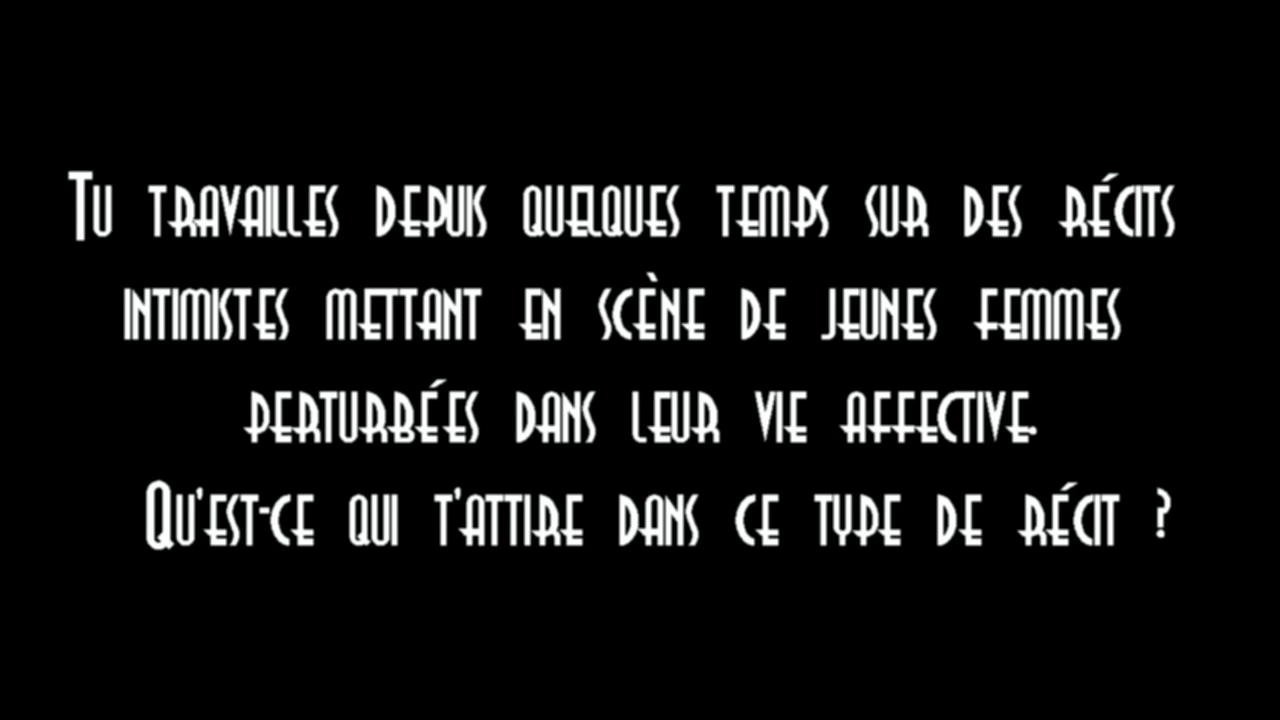 Tu travailles depuis quelques temps sur des récits
intimistes mettant en scène de jeunes femmes
perturbées dans leur vie affective.
Qu'est-ce qui t'attire dans ce type de récit ?